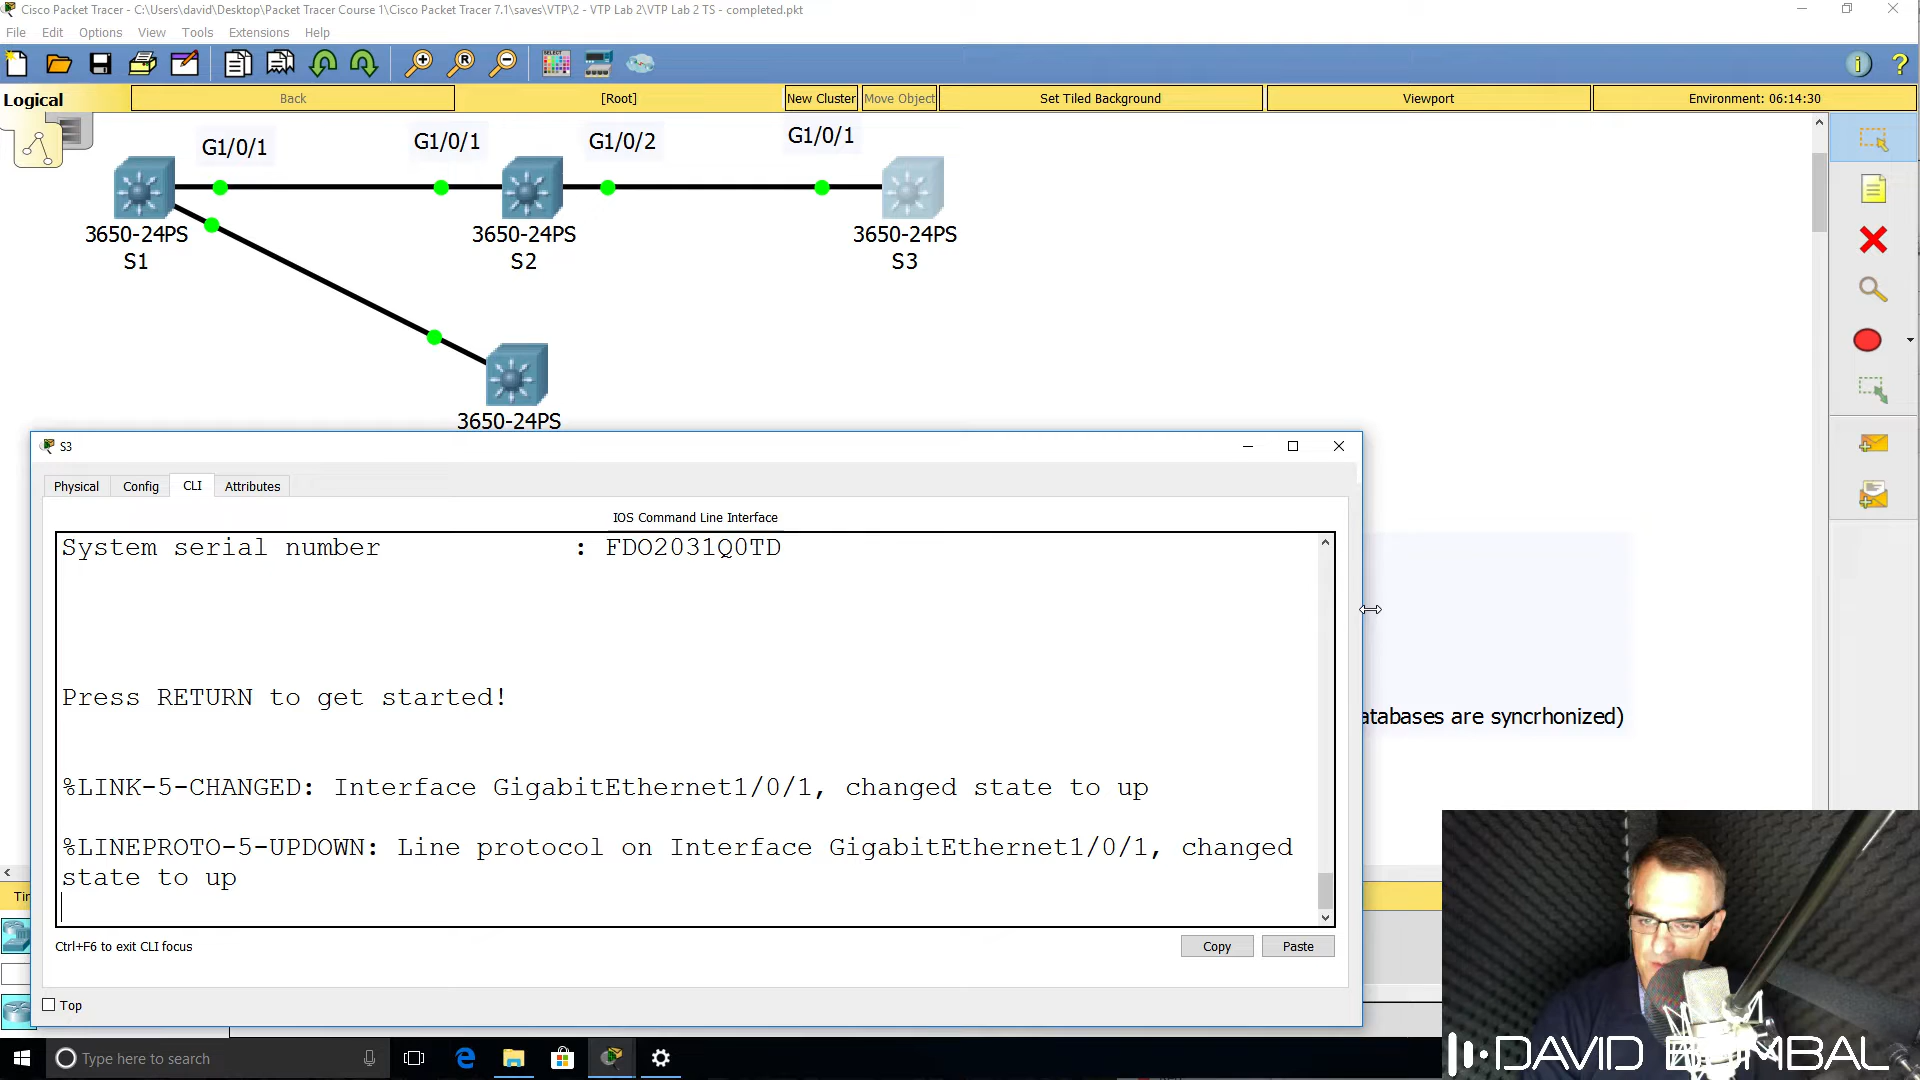 Cisco Packet Tracer - C:\Users\david\Desktop\Packet Tracer Course 1\Cisco Packet Tracer 7.1\saves\VTP\2 - VTP Lab 2\VTP Lab 2 TS - completed.pkt
File Edit Options View Tools Extensions Help
Logical Back [Root] New Cluster Move Object Set Tiled Background Viewport Environment: 06:14:30
G1/0/1 G1/0/1 G1/0/2 G1/0/1
3650-24PS 3650-24PS 3650-24PS
S1 S2 S3
3650-24PS
S3
Physical Config CLI Attributes
IOS Command Line Interface
System serial number : FDO2031Q0TD
Press RETURN to get started!
atabases are syncrhonized)
%LINK-5-CHANGED: Interface GigabitEthernet1/0/1, changed state to up
%LINEPROTO-5-UPDOWN: Line protocol on Interface GigabitEthernet1/0/1, changed
state to up
Ctrl+F6 to exit CLI focus Copy Paste
Top
Type here to search
DAVID BOMBAL